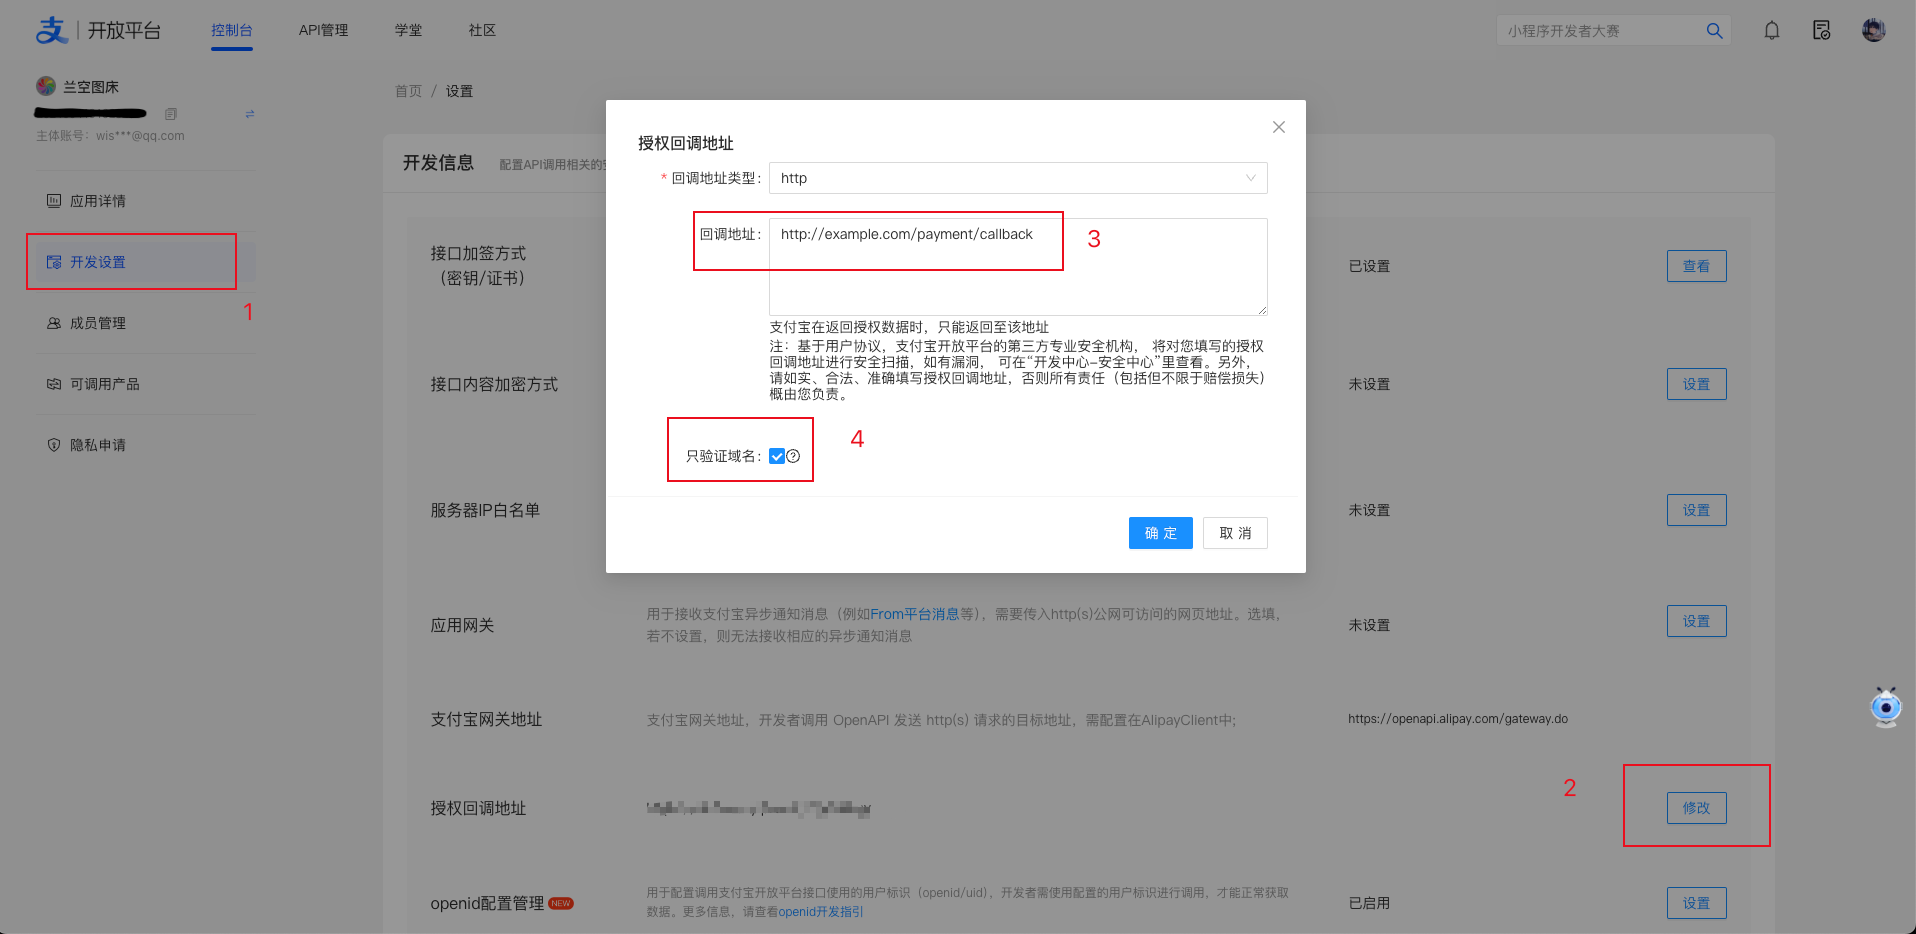 支 开放平台
控制台
API管理
学堂
社区
小程序开发者大赛
兰空图床
主体账号：wis***@qq.com
应用详情
开发设置
1
成员管理
可调用产品
隐私申请
首页 / 设置
开发信息
配置API调用相关的
授权回调地址
* 回调地址类型：
http
回调地址：
http://example.com/payment/callback
3
支付宝在返回授权数据时，只能返回至该地址
注：基于用户协议，支付宝开放平台的第三方专业安全机构， 将对您填写的授权
回调地址进行安全扫描，如有漏洞， 可在“开发中心-安全中心”里查看。另外，
请如实、合法、准确填写授权回调地址，否则所有责任（包括但不限于赔偿损失）
概由您负责。
只验证域名：
4
确 定
取 消
接口加签方式
（密钥/证书）
已设置
查看
接口内容加密方式
未设置
设置
服务器IP白名单
未设置
设置
应用网关
用于接收支付宝异步通知消息（例如From平台消息等），需要传入http(s)公网可访问的网页地址。选填，
若不设置，则无法接收相应的异步通知消息
未设置
设置
支付宝网关地址
支付宝网关地址，开发者调用 OpenAPI 发送 http(s) 请求的目标地址，需配置在AlipayClient中;
https://openapi.alipay.com/gateway.do
授权回调地址
2
修改
openid配置管理 NEW
用于配置调用支付宝开放平台接口使用的用户标识（openid/uid），开发者需使用配置的用户标识进行调用，才能正常获取
数据。更多信息，请查看openid开发指引
已启用
设置